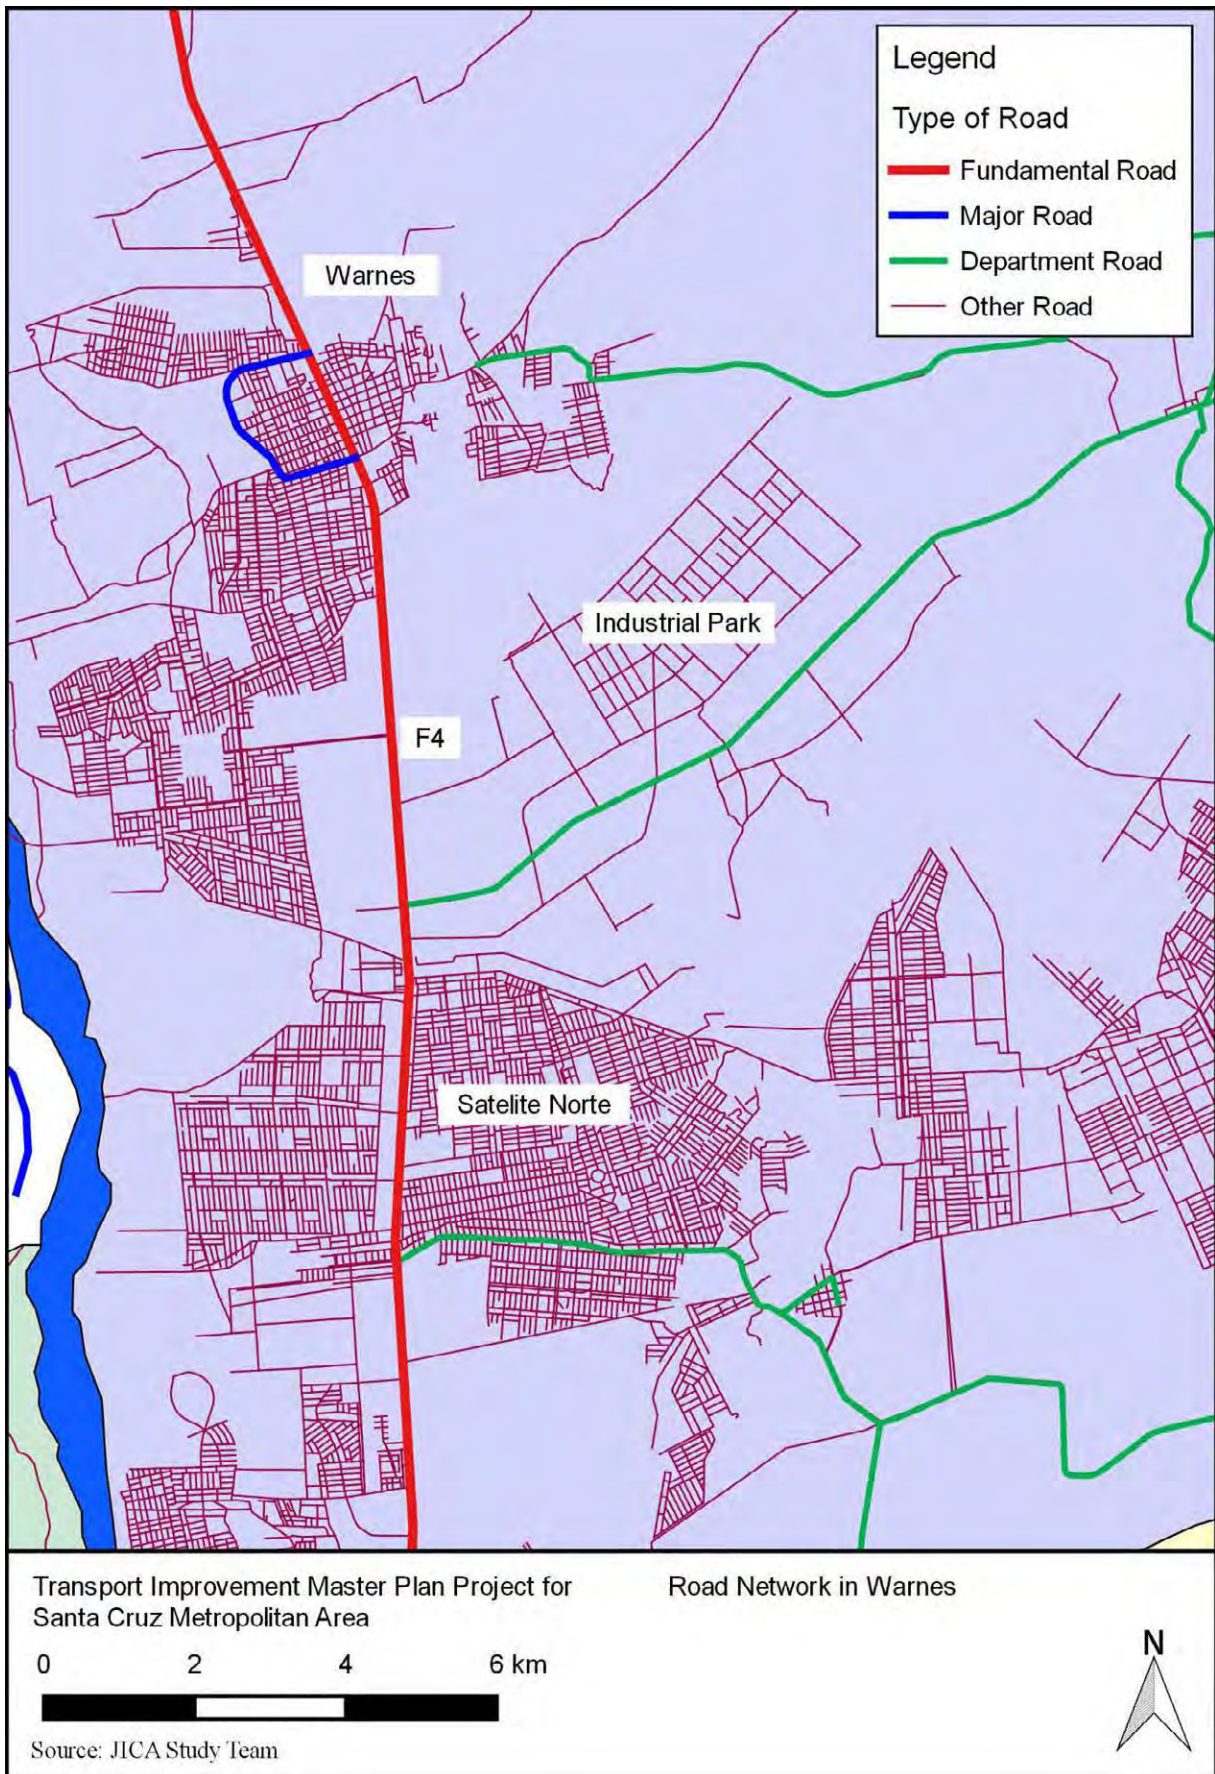 Legend
Type of Road
Fundamental Road
Major Road
Department Road
Other Road
Warnes
Industrial Park
F4
Satelite Norte
Transport Improvement Master Plan Project for
Santa Cruz Metropolitan Area
Road Network in Warnes
0 2 4 6 km
N
Source: JICA Study Team